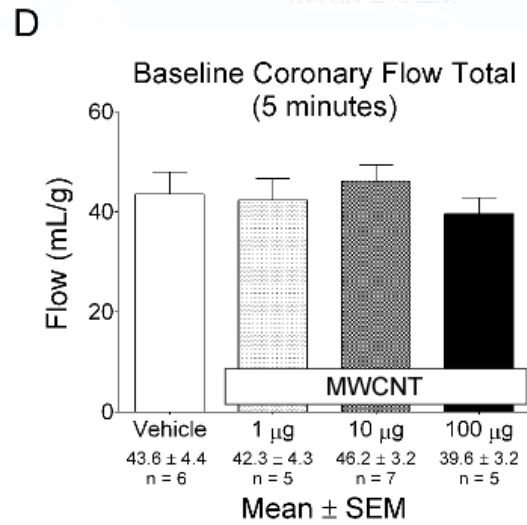 D
Baseline Coronary Flow Total
(5 minutes)
60
40
20
0
Flow (mL/g)
MWCNT
Vehicle 1 μg 10 μg 100 μg
43.6 ± 4.4 42.3 ± 4.3 46.2 ± 3.2 39.6 ± 3.2
n = 6 n = 5 n = 7 n = 5
Mean ± SEM